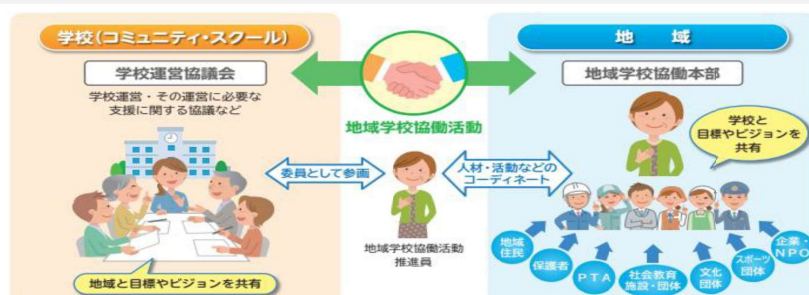 学校(コミュニティ・スクール)
学校運営協議会
学校運営・その運営に必要な
支援に関する協議など
地域と目標やビジョンを共有
地域学校協働活動
委員として参画
人材・活動などの
コーディネート
地域学校協働活動
推進員
地域
地域学校協働本部
学校と
目標やビジョンを
共有
地域
住民
保護者
PTA
社会教育
施設・団体
文化
団体
スポーツ
団体
企業・
NPO